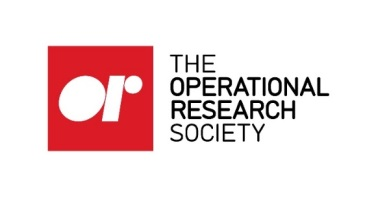 or
THE
OPERATIONAL
RESEARCH
SOCIETY